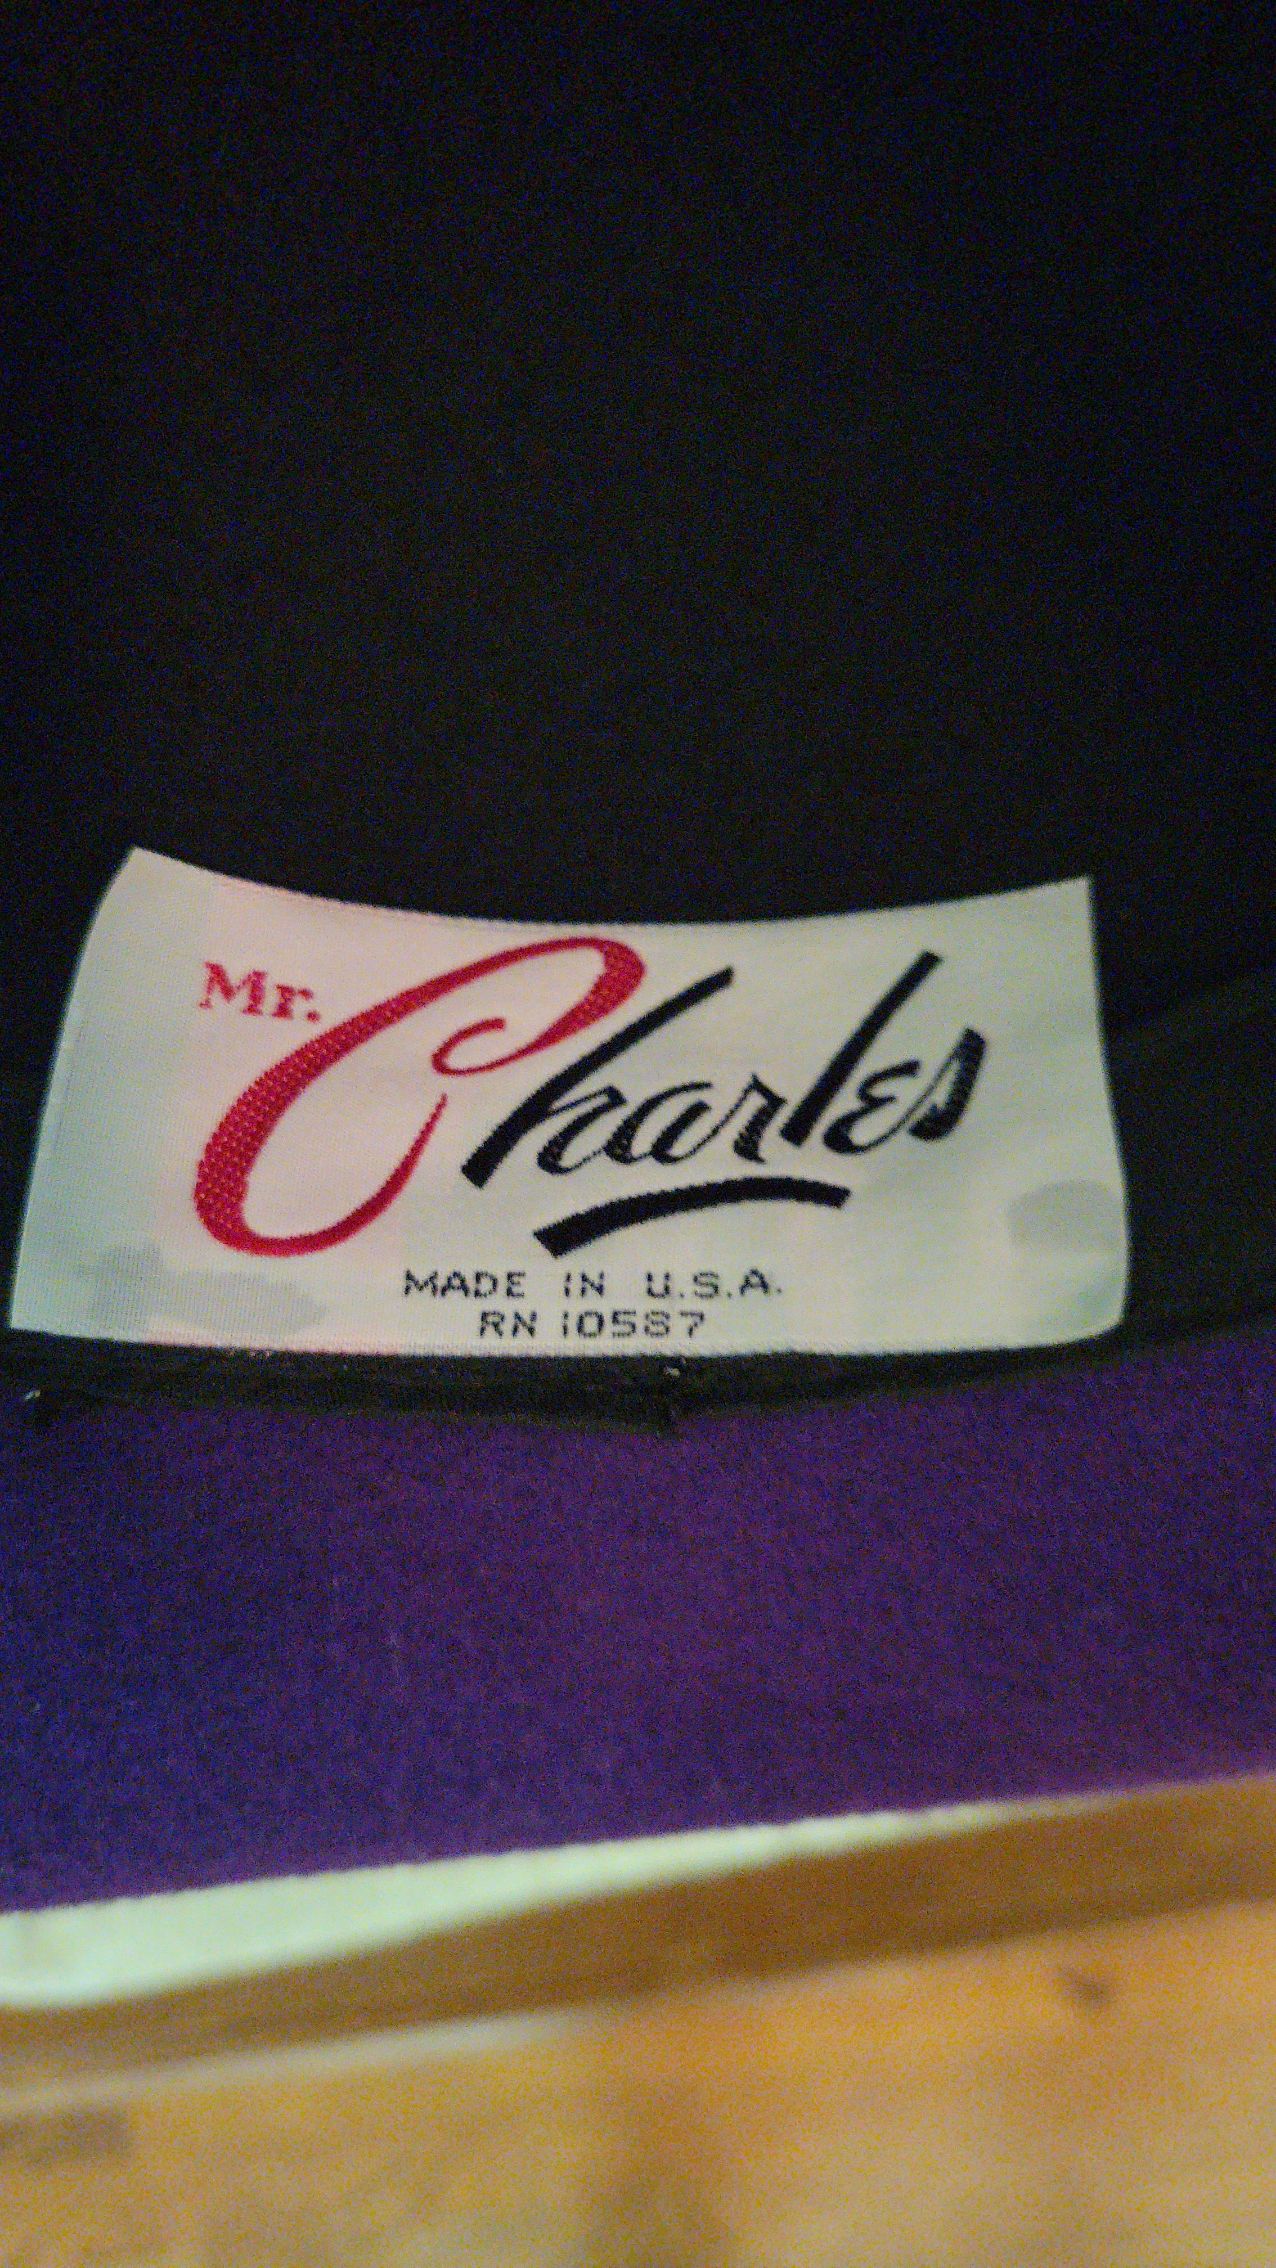 Mr. Charles
MADE IN U.S.A.
RN 10587